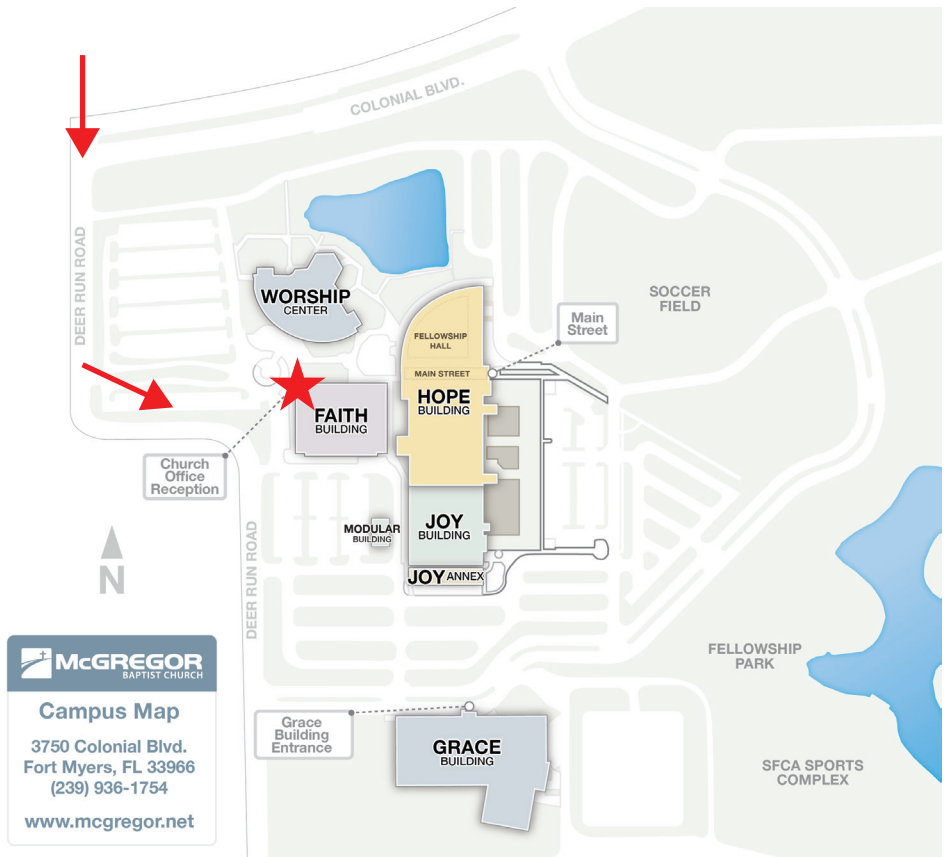 COLONIAL BLVD.
DEER RUN ROAD
WORSHIP
CENTER
SOCCER
FIELD
Main
Street
FELLOWSHIP
HALL
MAIN STREET
HOPE
BUILDING
FAITH
BUILDING
Church
Office
Reception
MODULAR
BUILDING
JOY
BUILDING
JOY ANNEX
N
DEER RUN ROAD
McGREGOR
BAPTIST CHURCH
Campus Map
3750 Colonial Blvd.
Fort Myers, FL 33966
(239) 936-1754
www.mcgregor.net
Grace
Building
Entrance
GRACE
BUILDING
FELLOWSHIP
PARK
SFCA SPORTS
COMPLEX